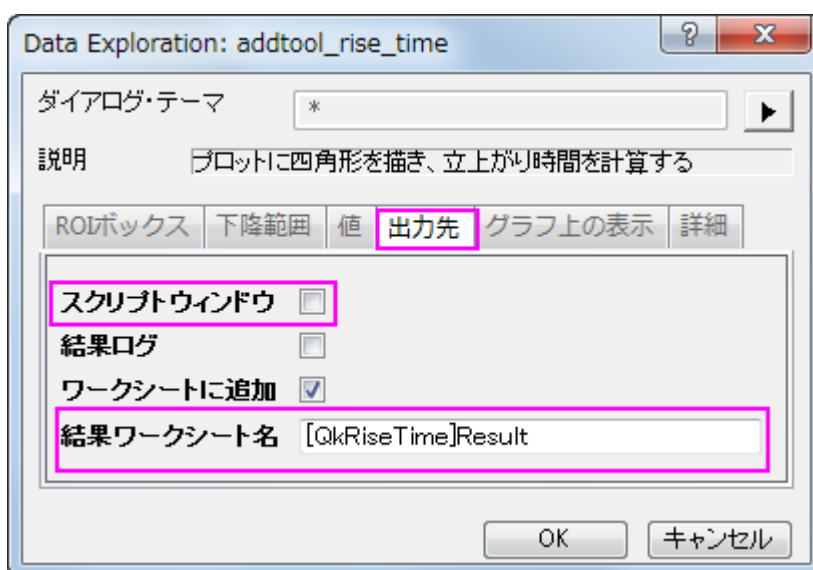 Data Exploration: addtool_rise_time
ダイアログ・テーマ *
説明 プロットに四角形を描き、立上がり時間を計算する
ROIボックス 下降範囲 値 出力先 グラフ上の表示 詳細
スクリプトウィンドウ
結果ログ
ワークシートに追加
結果ワークシート名 [QkRiseTime]Result
OK キャンセル